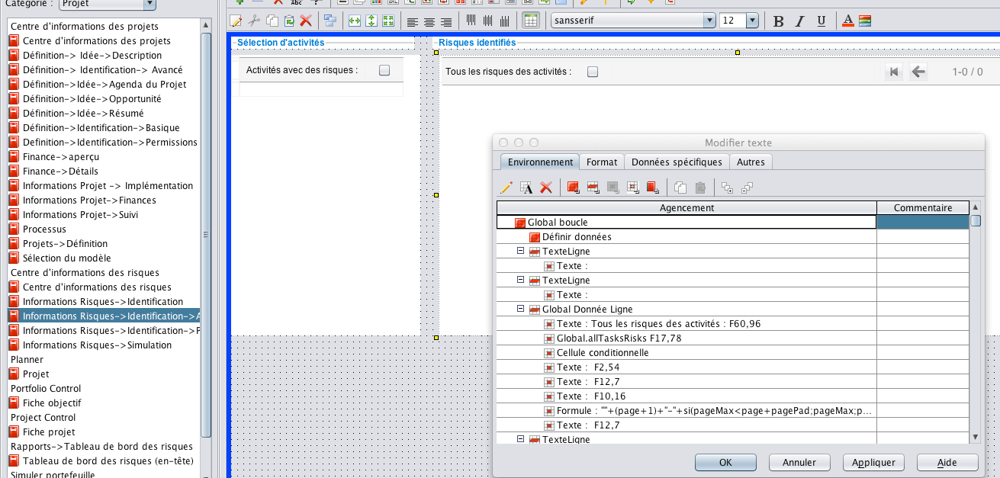 Catégorie : Projet
Centre d'informations des projets
Centre d'informations des projets
Définition-> Idée->Description
Définition-> Identification-> Avancé
Définition->Idée->Agenda du Projet
Définition->Idée->Opportunité
Définition->Idée->Résumé
Définition->Identification->Basique
Définition->Identification->Permissions
Finance->aperçu
Finance->Détails
Informations Projet -> Implémentation
Informations Projet->Finances
Informations Projet->Suivi
Processus
Projets->Définition
Sélection du modèle
Centre d'informations des risques
Centre d'informations des risques
Informations Risques->Identification
Informations Risques->Identification->A
Informations Risques->Identification->P
Informations Risques->Simulation
Planner
Projet
Portfolio Control
Fiche objectif
Project Control
Fiche projet
Rapports->Tableau de bord des risques
Tableau de bord des risques (en-tête)
Simuler portefeuille
Abc
sansserif 12 B I U A
Sélection d'activités
Activités avec des risques :
Risques identifiés
Tous les risques des activités :
1-0 / 0
Modifier texte
Environnement Format Données spécifiques Autres
A
Agencement Commentaire
Global boucle
Définir données
TexteLigne
Texte :
TexteLigne
Texte :
Global Donnée Ligne
Texte : Tous les risques des activités : F60,96
Global.allTasksRisks F17,78
Cellule conditionnelle
Texte : F2,54
Texte : F12,7
Texte : F10,16
Formule : ""+(page+1)+"-"+si(pageMax<page+pagePad;pageMax;p...
Texte : F12,7
TexteLigne
OK Annuler Appliquer Aide